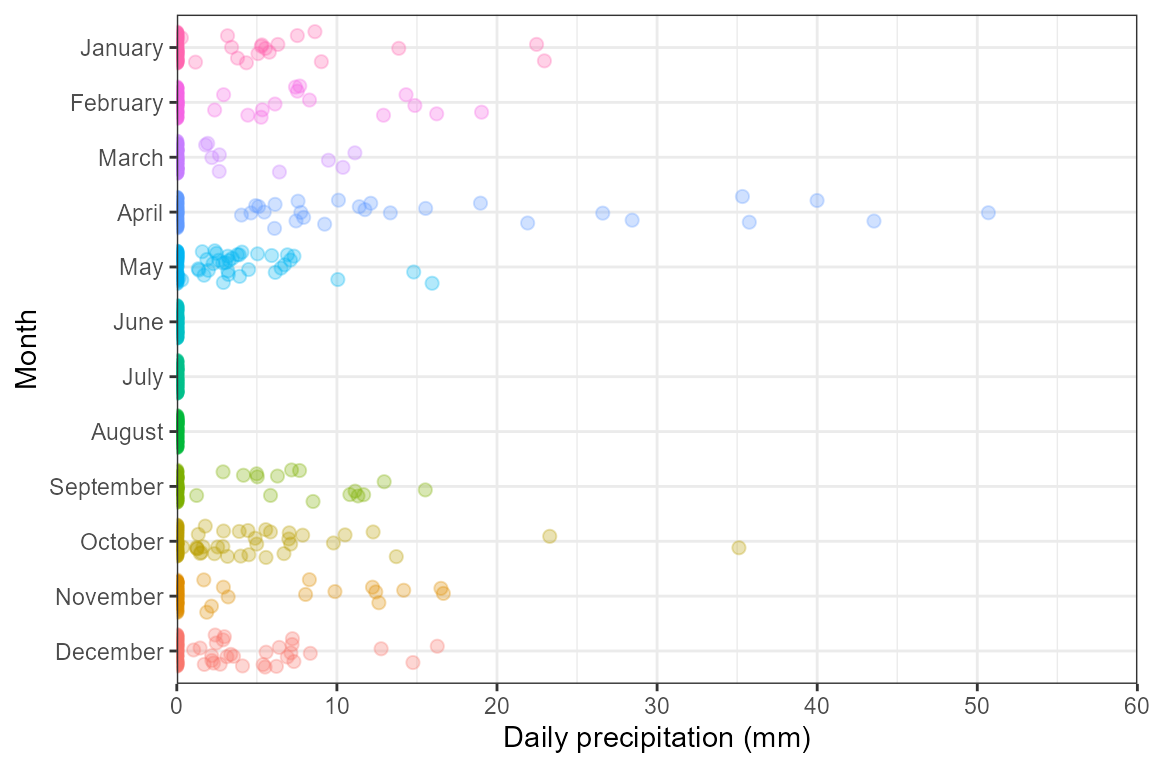 January
February
March
April
May
June
July
August
September
October
November
December
Month
0 10 20 30 40 50 60
Daily precipitation (mm)